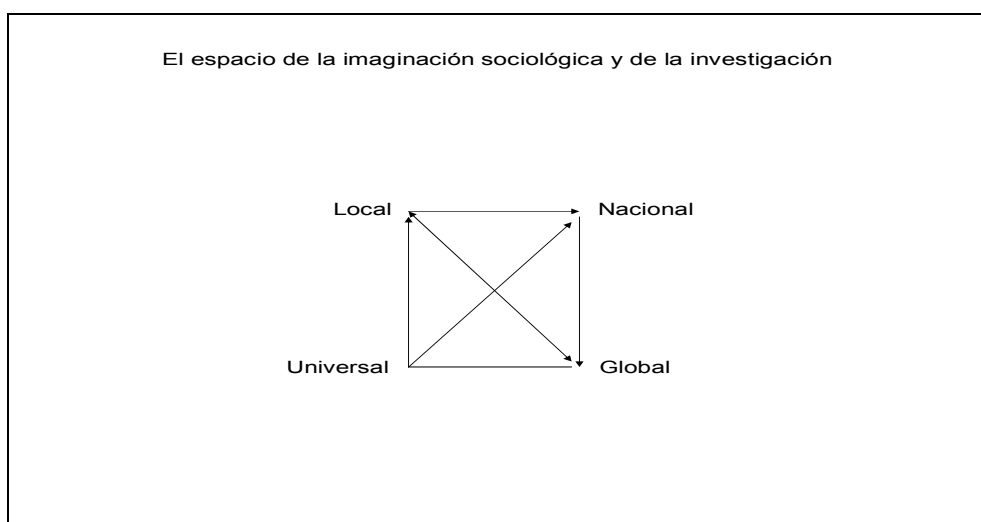 El espacio de la imaginación sociológica y de la investigación
Local Nacional
Universal Global